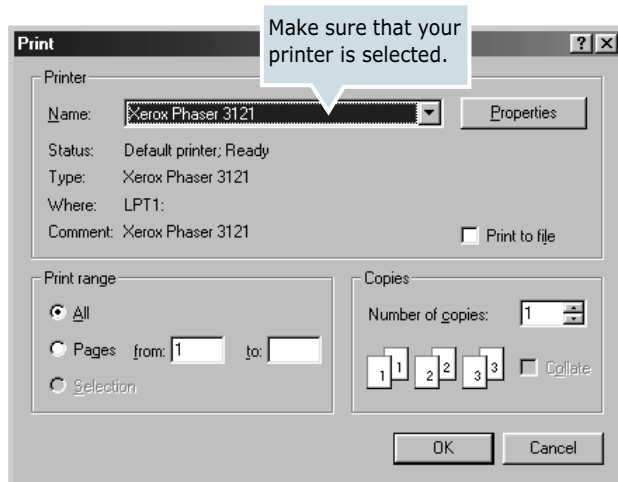 Make sure that your
printer is selected.
Print
Printer
Name: Xerox Phaser 3121 Properties
Status: Default printer; Ready
Type: Xerox Phaser 3121
Where: LPT1:
Comment: Xerox Phaser 3121 Print to file
Print range
All
Pages from: 1 to:
Selection
Copies
Number of copies: 1
1 1 2 2 3 3 Collate
OK Cancel